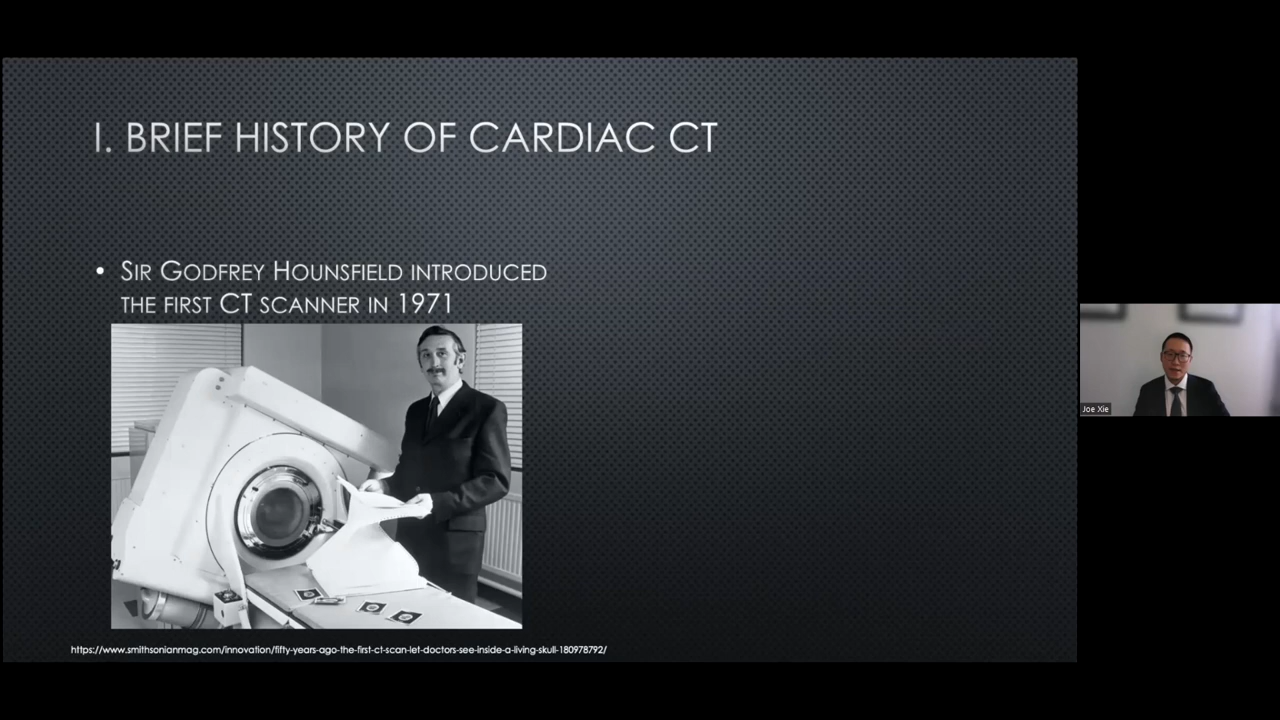 I. BRIEF HISTORY OF CARDIAC CT
• SIR GODFREY HOUNSFIELD INTRODUCED
THE FIRST CT SCANNER IN 1971
https://www.smithsonianmag.com/innovation/fifty-years-ago-the-first-ct-scan-let-doctors-see-inside-a-living-skull-180978792/
Joe Xie